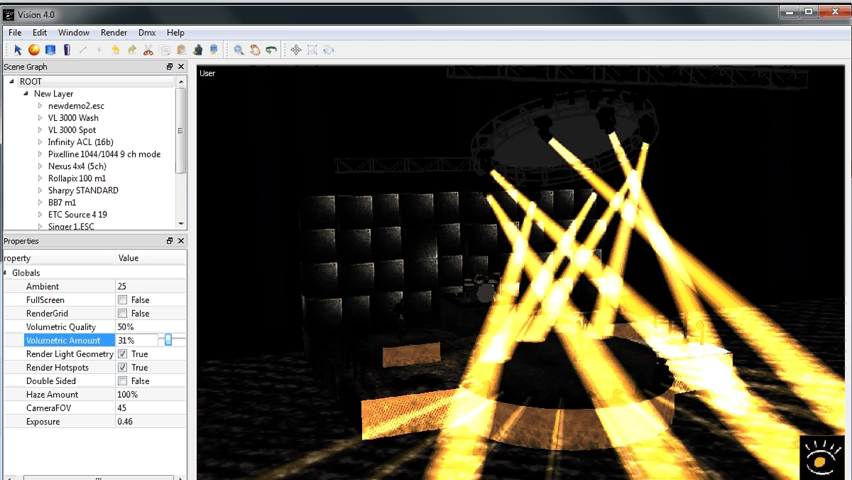 Vision 4.0
File Edit Window Render Dmx Help
Scene Graph
User
ROOT
New Layer
newdemo2.esc
VL 3000 Wash
VL 3000 Spot
Infinity ACL (16b)
Pixelline 1044/1044 9 ch mode
Nexus 4x4 (5ch)
Rollapix 100 m1
Sharpy STANDARD
BB7 m1
ETC Source 4 19
Singer 1.ESC
Properties
roperty Value
Globals
Ambient 25
FullScreen False
RenderGrid False
Volumetric Quality 50%
Volumetric Amount 31%
Render Light Geometry True
Render Hotspots True
Double Sided False
Haze Amount 100%
CameraFOV 45
Exposure 0.46